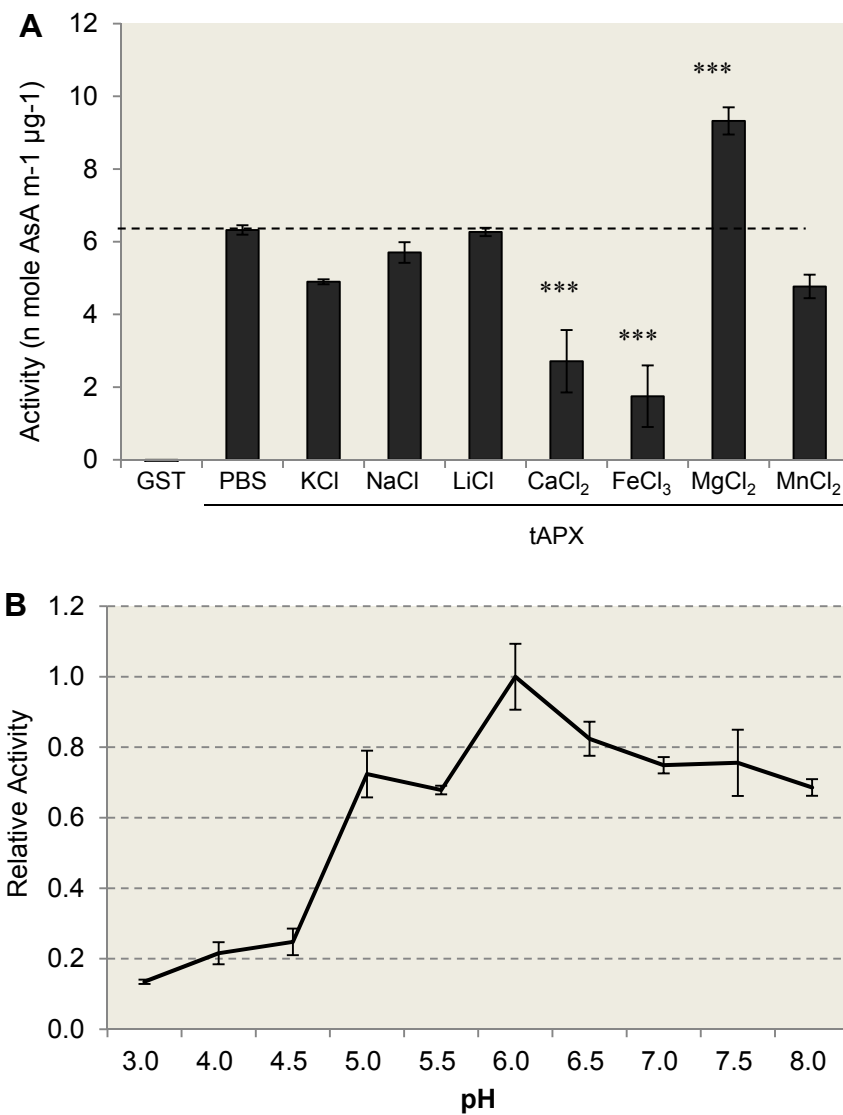 A
Activity (n mole AsA m-1 µg-1)
12
10
8
6
4
2
0
***
***
***
GST PBS KCl NaCl LiCl CaCl₂ FeCl₃ MgCl₂ MnCl₂
tAPX
B
Relative Activity
1.2
1.0
0.8
0.6
0.4
0.2
0.0
3.0 4.0 4.5 5.0 5.5 6.0 6.5 7.0 7.5 8.0
pH